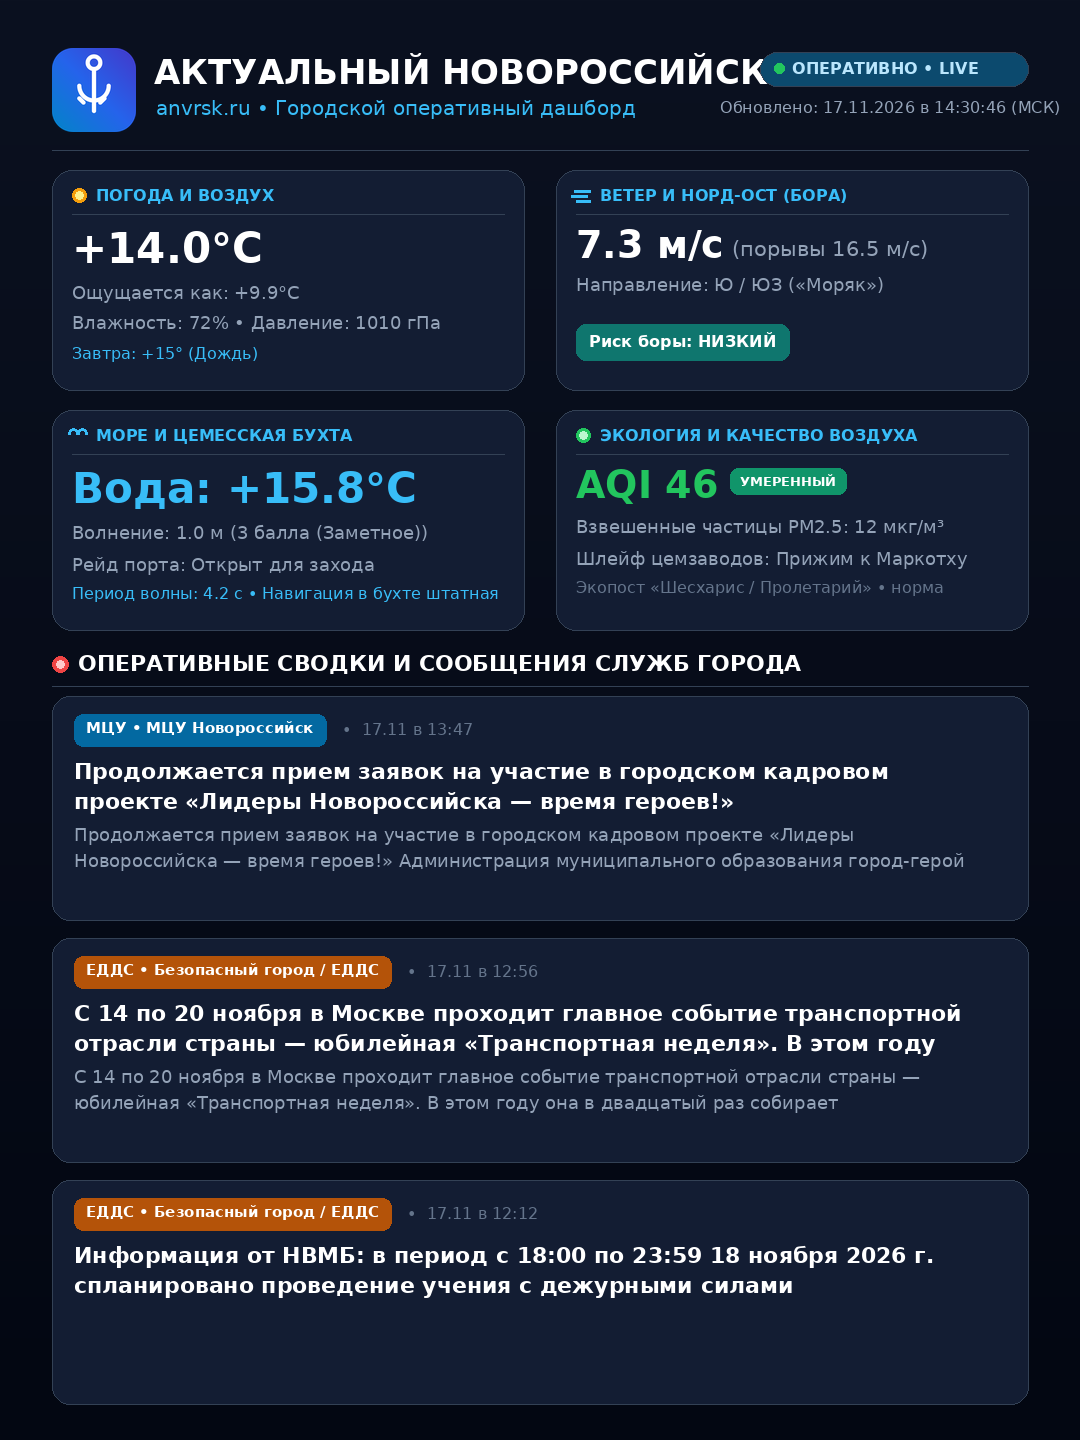 АКТУАЛЬНЫЙ НОВОРОССИЙСК
ОПЕРАТИВНО • LIVE
anvrsk.ru • Городской оперативный дашборд
Обновлено: 17.11.2026 в 14:30:46 (МСК)
ПОГОДА И ВОЗДУХ
+14.0°C
Ощущается как: +9.9°C
Влажность: 72% • Давление: 1010 гПа
Завтра: +15° (Дождь)
ВЕТЕР И НОРД-ОСТ (БОРА)
7.3 м/с (порывы 16.5 м/с)
Направление: Ю / ЮЗ («Моряк»)
Риск боры: НИЗКИЙ
МОРЕ И ЦЕМЕССКАЯ БУХТА
Вода: +15.8°C
Волнение: 1.0 м (3 балла (Заметное))
Рейд порта: Открыт для захода
Период волны: 4.2 с • Навигация в бухте штатная
ЭКОЛОГИЯ И КАЧЕСТВО ВОЗДУХА
AQI 46 УМЕРЕННЫЙ
Взвешенные частицы PM2.5: 12 мкг/м³
Шлейф цемзаводов: Прижим к Маркотху
Экопост «Шесхарис / Пролетарий» • норма
ОПЕРАТИВНЫЕ СВОДКИ И СООБЩЕНИЯ СЛУЖБ ГОРОДА
МЦУ • МЦУ Новороссийск • 17.11 в 13:47
Продолжается прием заявок на участие в городском кадровом
проекте «Лидеры Новороссийска — время героев!»
Продолжается прием заявок на участие в городском кадровом проекте «Лидеры
Новороссийска — время героев!» Администрация муниципального образования город-герой
ЕДДС • Безопасный город / ЕДДС • 17.11 в 12:56
С 14 по 20 ноября в Москве проходит главное событие транспортной
отрасли страны — юбилейная «Транспортная неделя». В этом году
С 14 по 20 ноября в Москве проходит главное событие транспортной отрасли страны —
юбилейная «Транспортная неделя». В этом году она в двадцатый раз собирает
ЕДДС • Безопасный город / ЕДДС • 17.11 в 12:12
Информация от НВМБ: в период с 18:00 по 23:59 18 ноября 2026 г.
спланировано проведение учения с дежурными силами